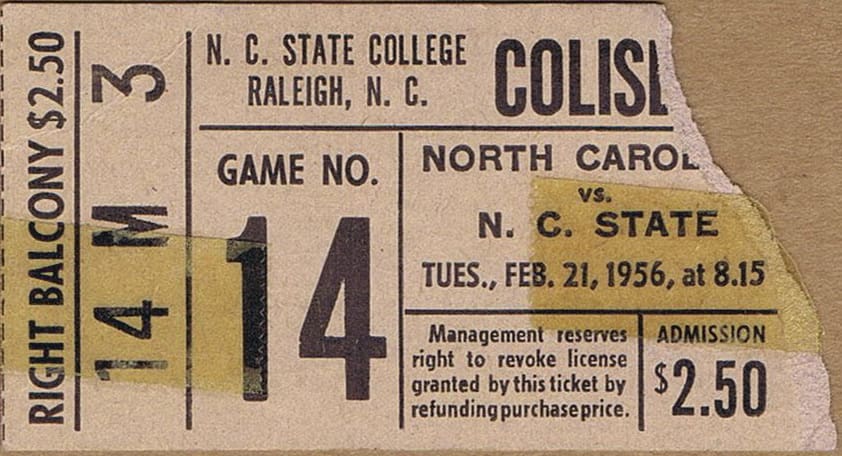 RIGHT BALCONY $2.50
14 M 3
N. C. STATE COLLEGE
RALEIGH, N. C.
COLISE
GAME NO.
14
NORTH CAROL
vs.
N. C. STATE
TUES., FEB. 21, 1956, at 8.15
Management reserves
right to revoke license
granted by this ticket by
refunding purchase price.
ADMISSION
$2.50